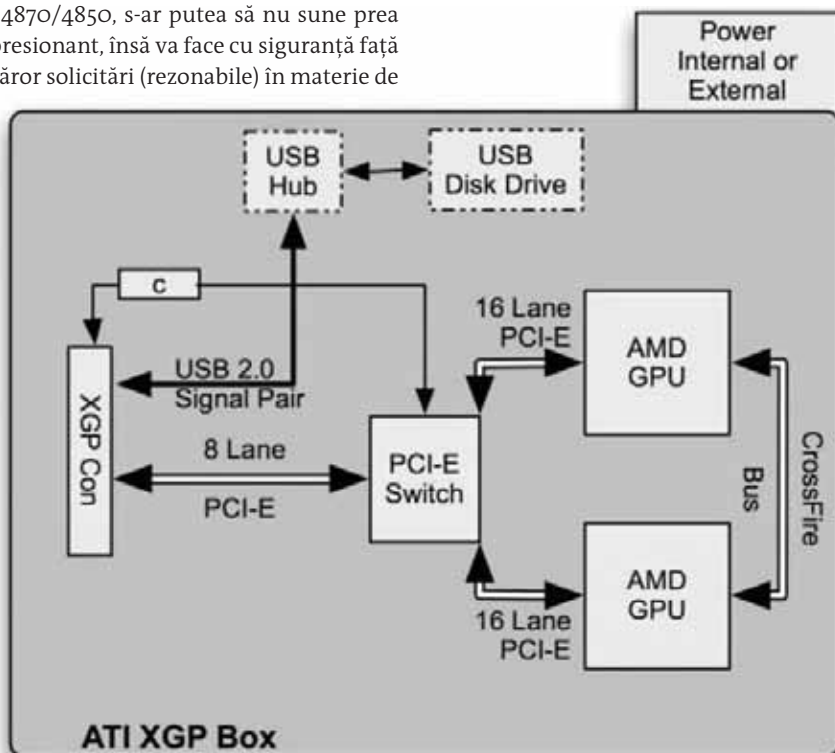 4870/4850, s-ar putea să nu sune prea
presionant, însă va face cu siguranță față
ăror solicitări (rezonabile) în materie de
Power
Internal or
External
USB
Hub
USB
Disk Drive
c
XGP Con
USB 2.0
Signal Pair
8 Lane
PCI-E
PCI-E
Switch
16 Lane
PCI-E
AMD
GPU
16 Lane
PCI-E
AMD
GPU
CrossFire
Bus
ATI XGP Box